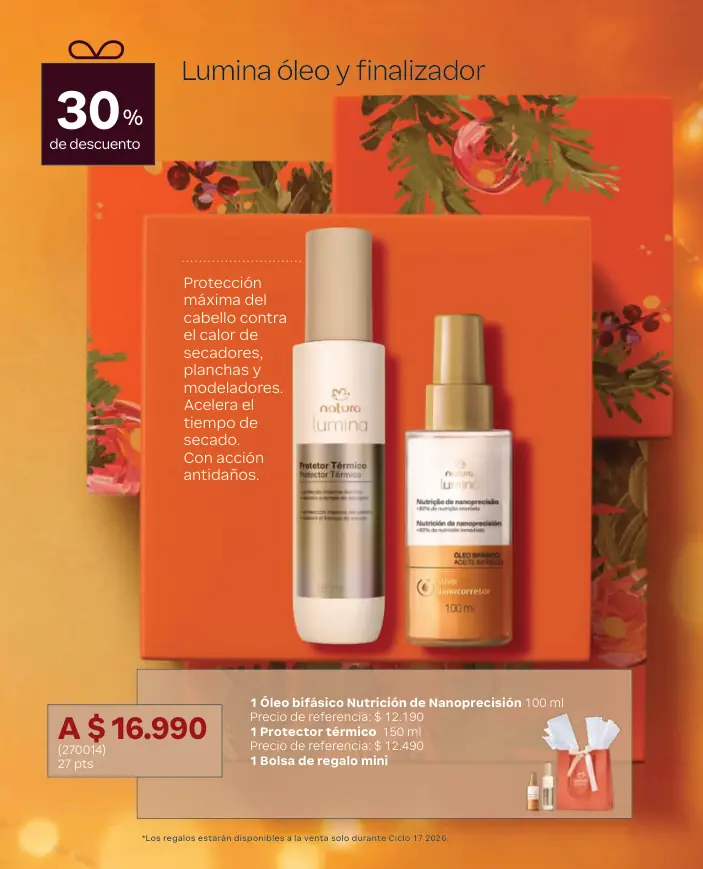 30%
de descuento
Lumina óleo y finalizador
Protección
máxima del
cabello contra
el calor de
secadores,
planchas y
modeladores.
Acelera el
tiempo de
secado.
Con acción
antidaños.
natura
lumina
Protetor Térmico
Protector Térmico
natura
lumina
Nutrição de nanoprecisão
Nutrición de nanoprecisión
ÓLEO BIFÁSICO
ACEITE BIFÁSICO
nanocorretor
100 ml
A $ 16.990
(270014)
27 pts
1 Óleo bifásico Nutrición de Nanoprecisión 100 ml
Precio de referencia: $ 12.190
1 Protector térmico 150 ml
Precio de referencia: $ 12.490
1 Bolsa de regalo mini
*Los regalos estarán disponibles a la venta solo durante Ciclo 17 2026.